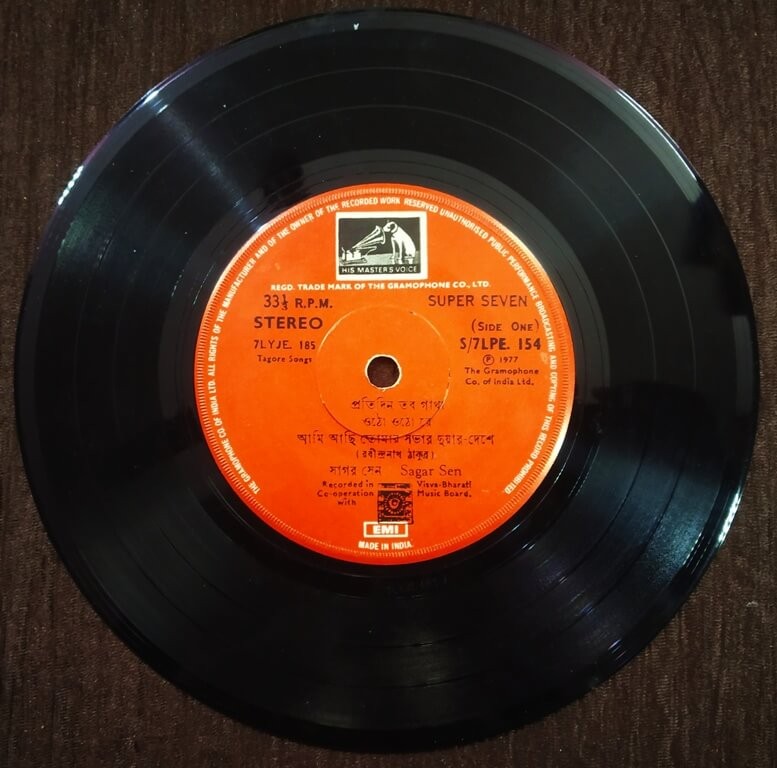 THE GRAMOPHONE CO. OF INDIA LTD. ALL RIGHTS OF THE MANUFACTURER AND OF THE OWNER OF THE RECORDED WORK RESERVED UNAUTHORISED PUBLIC PERFORMANCE BROADCASTING AND COPYING OF THIS RECORD PROHIBITED.
HIS MASTER'S VOICE
REGD. TRADE MARK OF THE GRAMOPHONE CO., LTD.
33⅓ R.P.M. SUPER SEVEN
STEREO (SIDE ONE)
7LYJE. 185 S/7LPE. 154
Tagore Songs ℗ 1977
The Gramophone
Co. of India Ltd.
প্রতিদিন তব গাথা
ওঠো ওঠো রে
আমি আছি তোমার সভার দুয়ার-দেশে
(রবীন্দ্রনাথ ঠাকুর)
সাগর সেন Sagar Sen
Recorded in Visva-Bharati
Co-operation Music Board.
with
EMI
MADE IN INDIA.